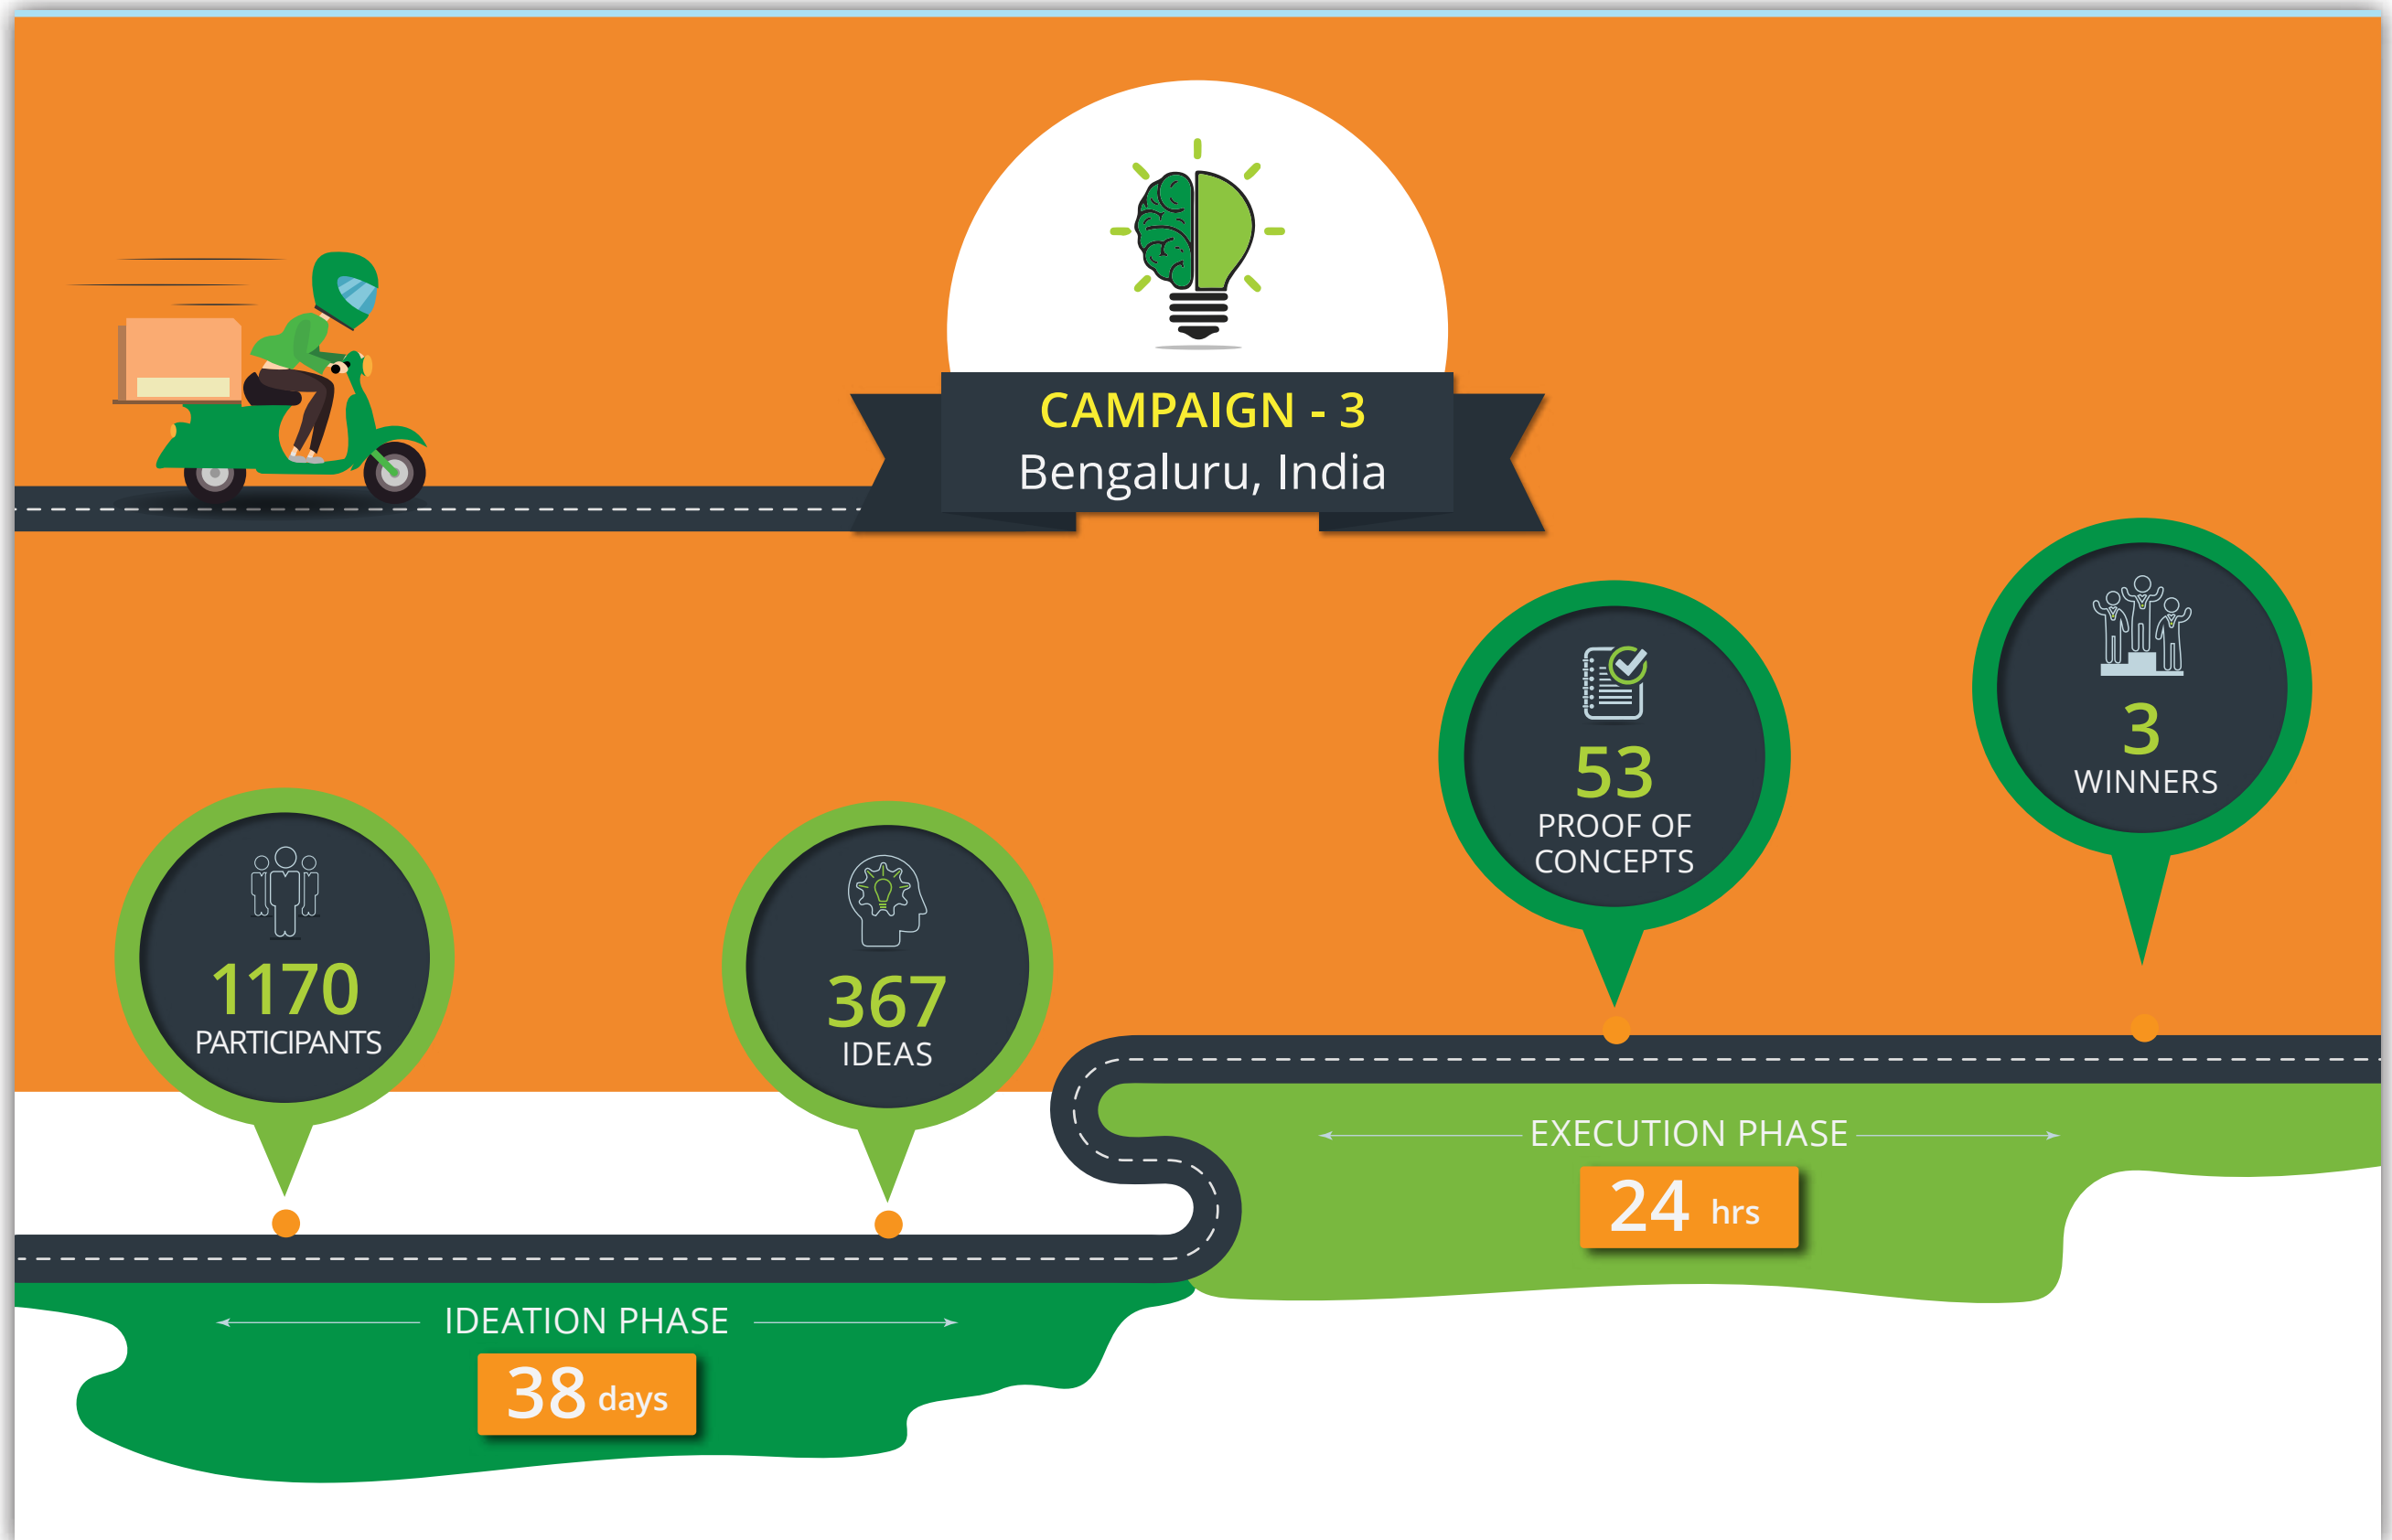 CAMPAIGN - 3
Bengaluru, India
1170
PARTICIPANTS
367
IDEAS
53
PROOF OF
CONCEPTS
3
WINNERS
IDEATION PHASE
38 days
EXECUTION PHASE
24 hrs